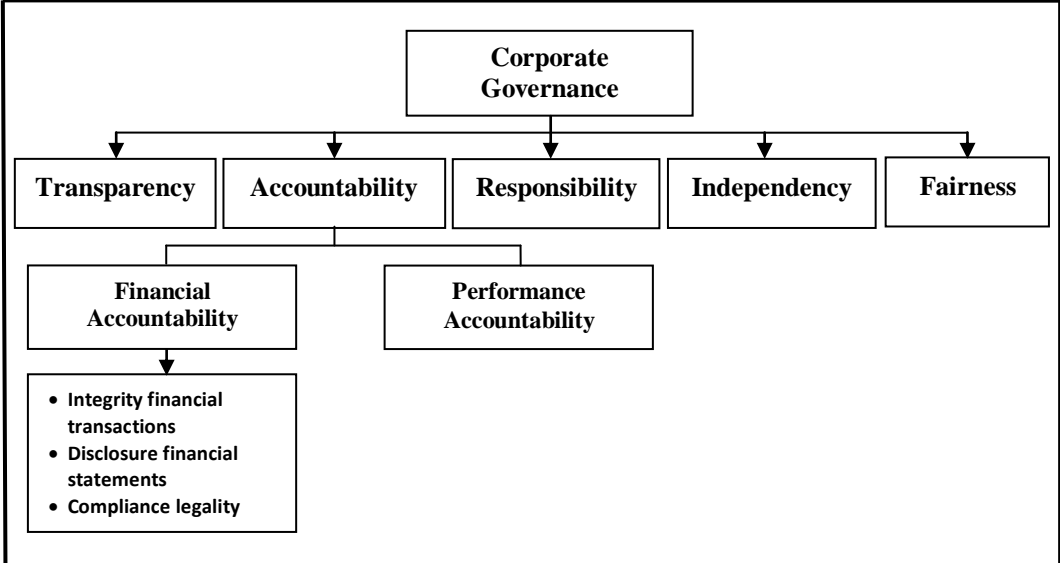 Corporate
Governance
Transparency
Accountability
Responsibility
Independency
Fairness
Financial
Accountability
Performance
Accountability
• Integrity financial
transactions
• Disclosure financial
statements
• Compliance legality